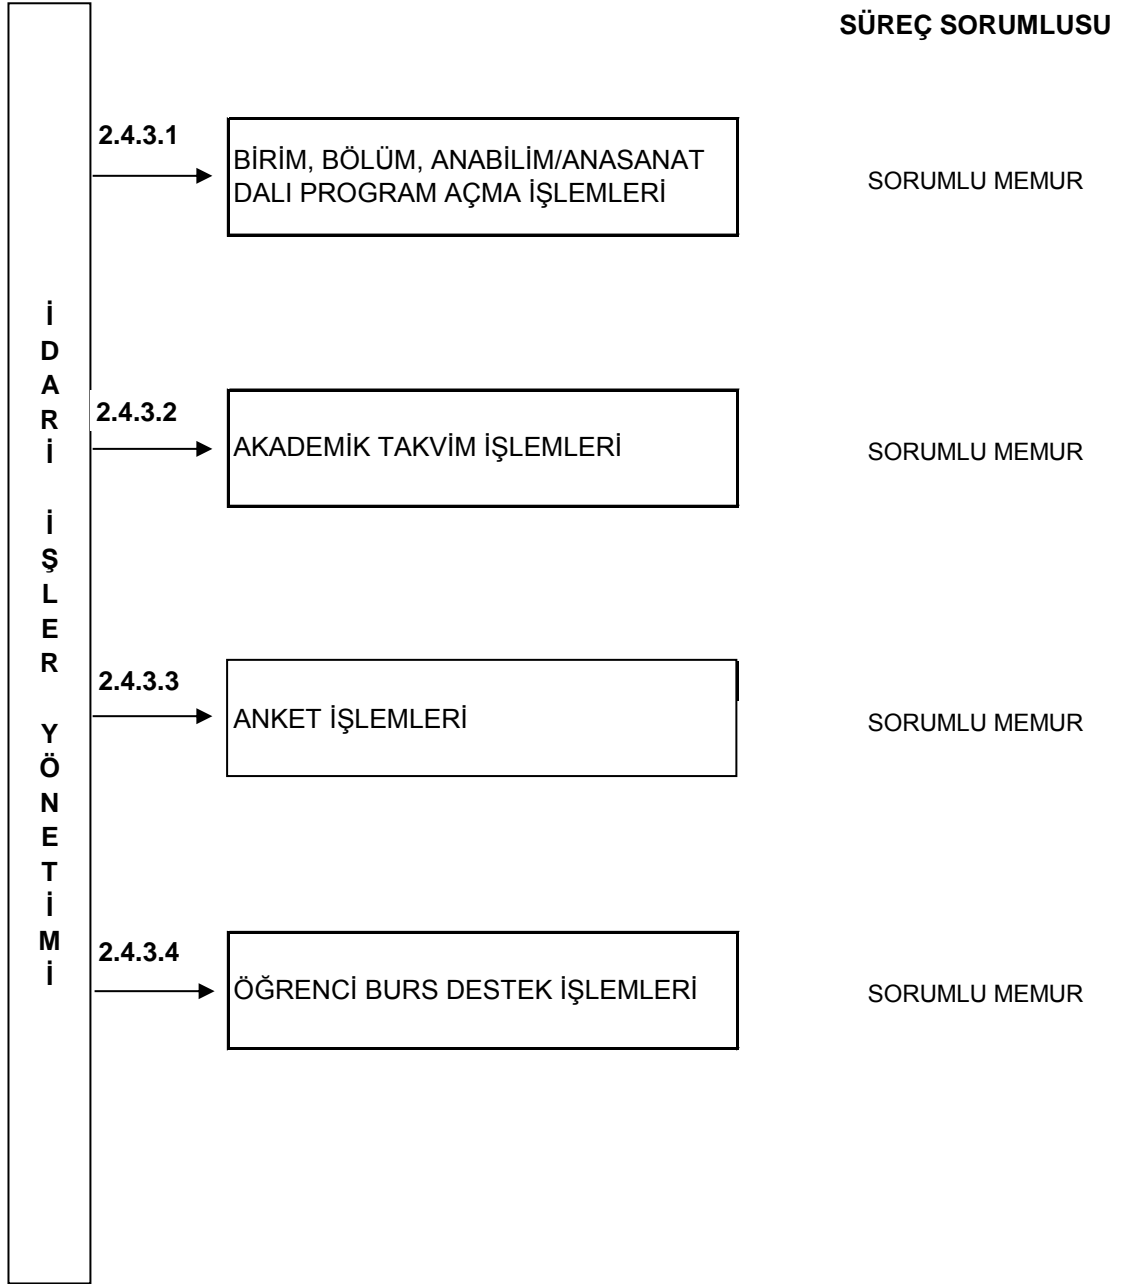 SÜREÇ SORUMLUSU
2.4.3.1
BİRİM, BÖLÜM, ANABİLİM/ANASANAT
DALI PROGRAM AÇMA İŞLEMLERİ
SORUMLU MEMUR
İDARİ İŞLER YÖNETİMİ
2.4.3.2
AKADEMİK TAKVİM İŞLEMLERİ
SORUMLU MEMUR
2.4.3.3
ANKET İŞLEMLERİ
SORUMLU MEMUR
2.4.3.4
ÖĞRENCİ BURS DESTEK İŞLEMLERİ
SORUMLU MEMUR